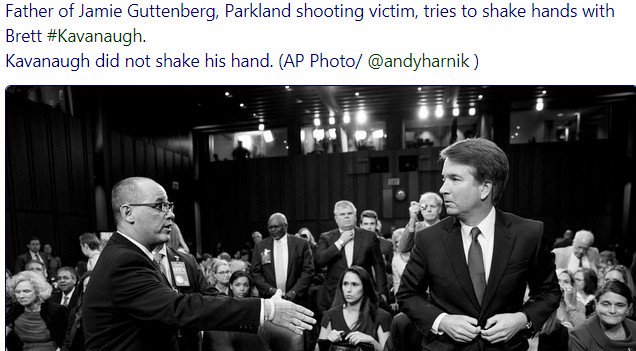 Father of Jamie Guttenberg, Parkland shooting victim, tries to shake hands with
Brett #Kavanaugh.
Kavanaugh did not shake his hand. (AP Photo/ @andyharnik )